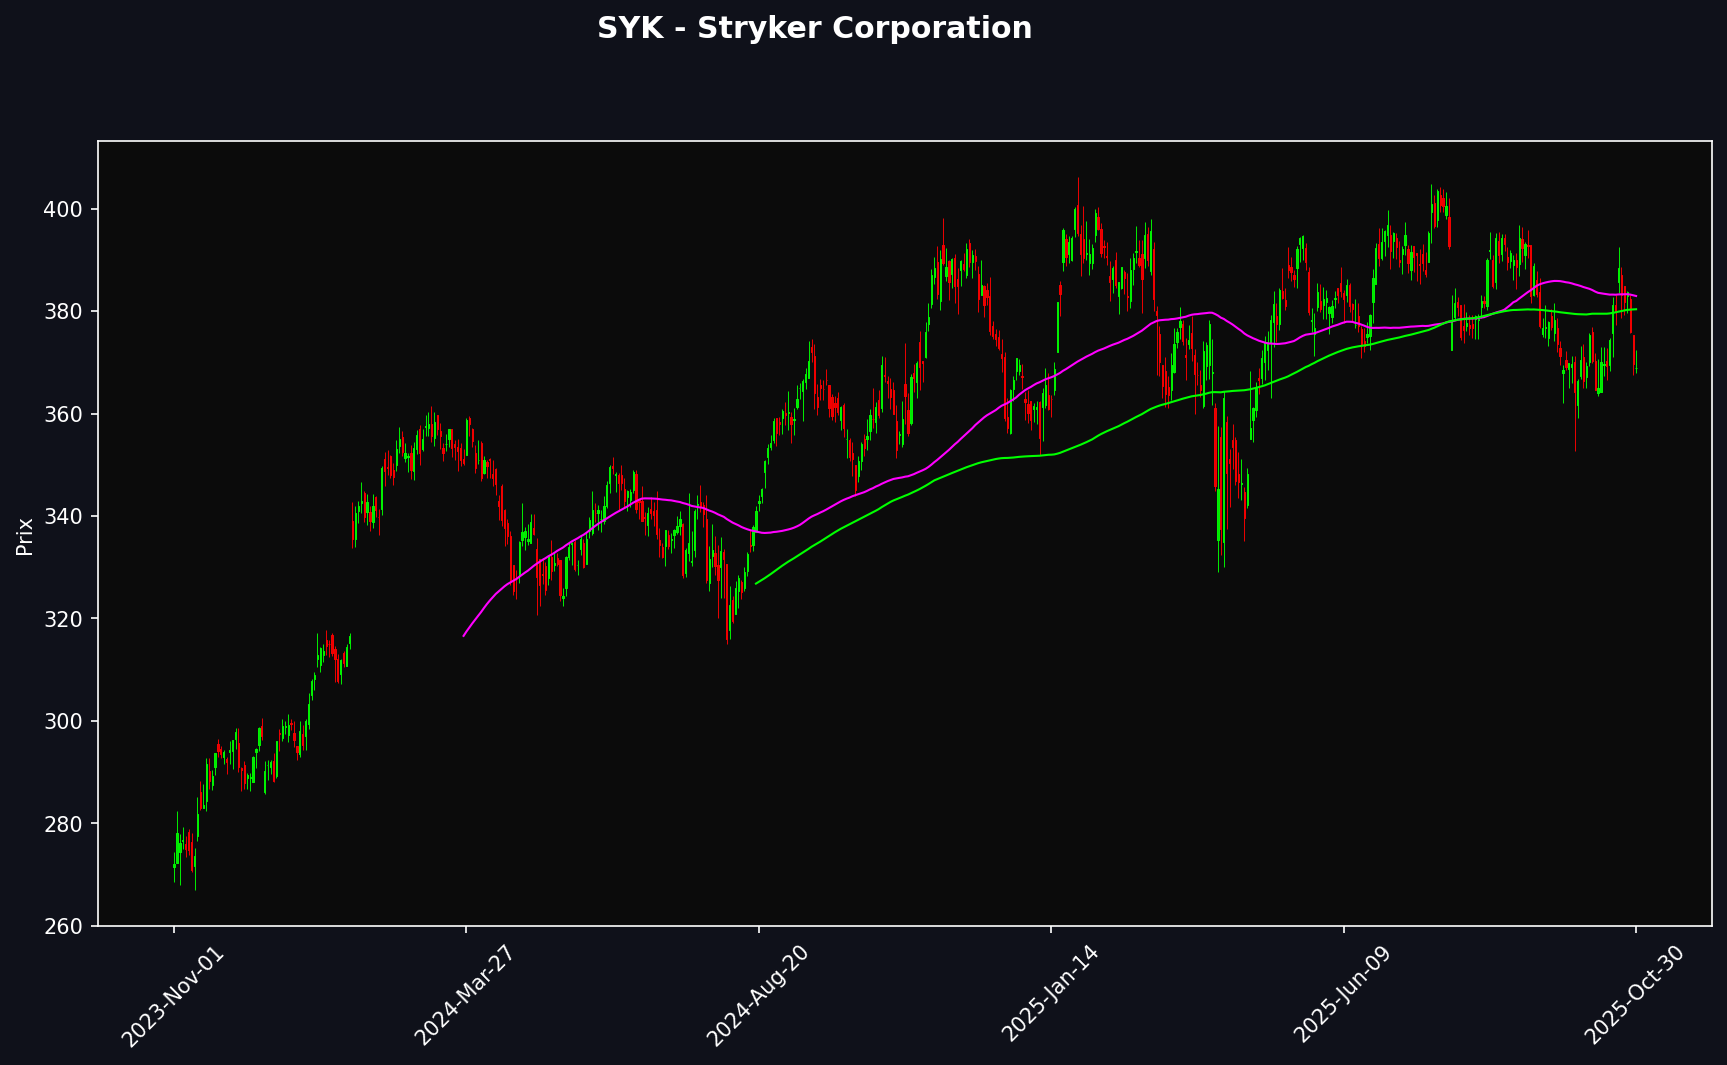 SYK - Stryker Corporation
Prix
400
380
360
340
320
300
280
260
2023-Nov-01
2024-Mar-27
2024-Aug-20
2025-Jan-14
2025-Jun-09
2025-Oct-30